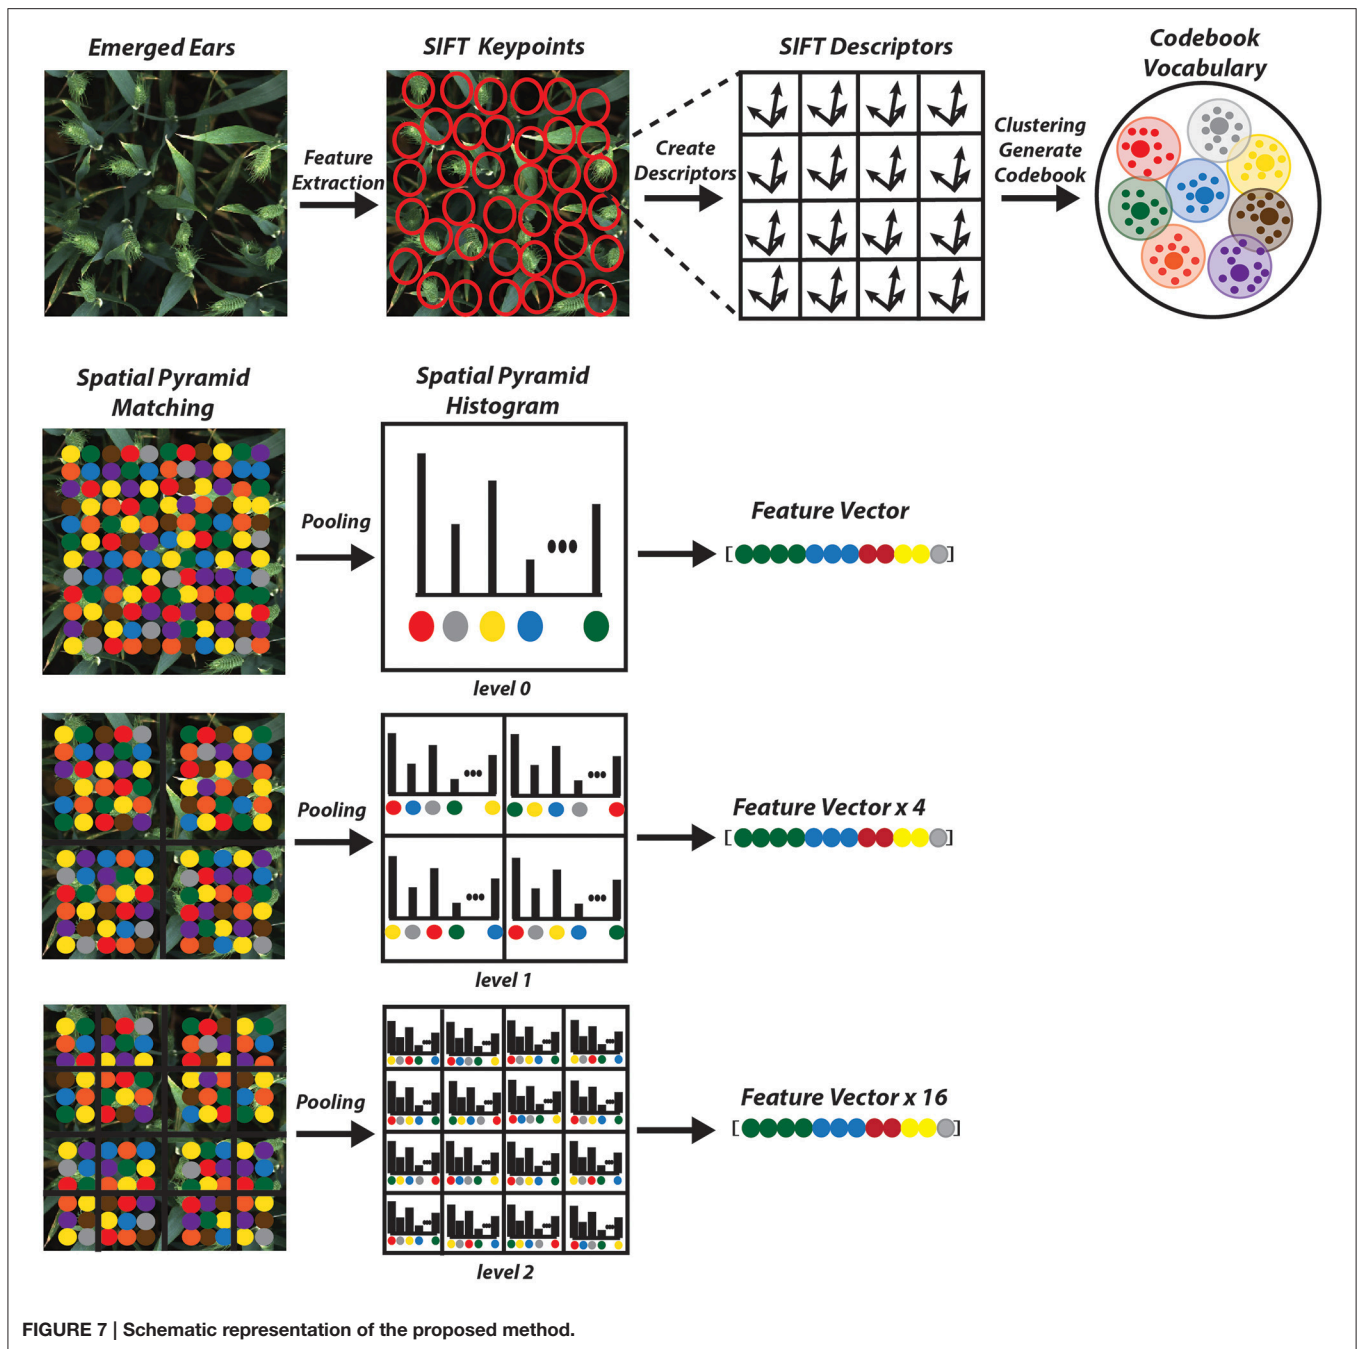 Emerged Ears
SIFT Keypoints
SIFT Descriptors
Codebook
Vocabulary
Feature
Extraction
Create
Descriptors
Clustering
Generate
Codebook
Spatial Pyramid
Matching
Spatial Pyramid
Histogram
Pooling
Feature Vector
[ ]
level 0
Pooling
Feature Vector x 4
[ ]
level 1
Pooling
Feature Vector x 16
[ ]
level 2
FIGURE 7 | Schematic representation of the proposed method.